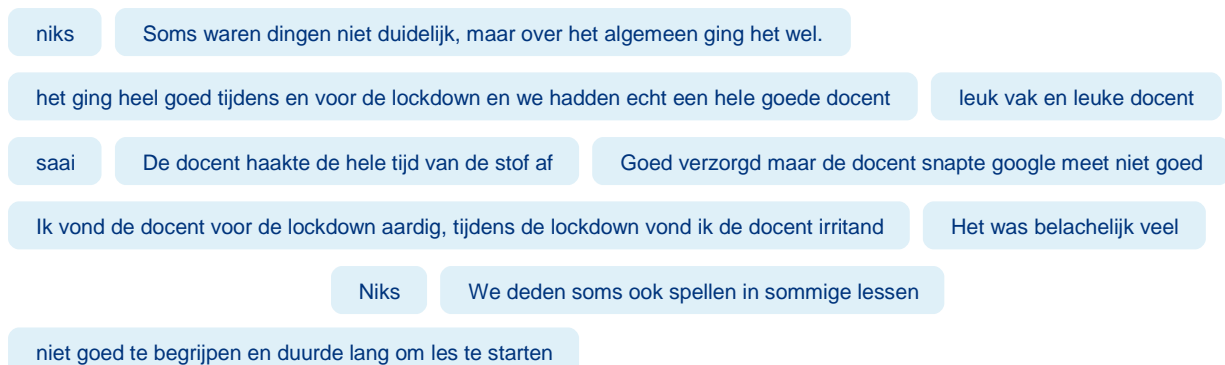 niks Soms waren dingen niet duidelijk, maar over het algemeen ging het wel.
het ging heel goed tijdens en voor de lockdown en we hadden echt een hele goede docent leuk vak en leuke docent
saai De docent haakte de hele tijd van de stof af Goed verzorgd maar de docent snapte google meet niet goed
Ik vond de docent voor de lockdown aardig, tijdens de lockdown vond ik de docent irritand Het was belachelijk veel
Niks We deden soms ook spellen in sommige lessen
niet goed te begrijpen en duurde lang om les te starten